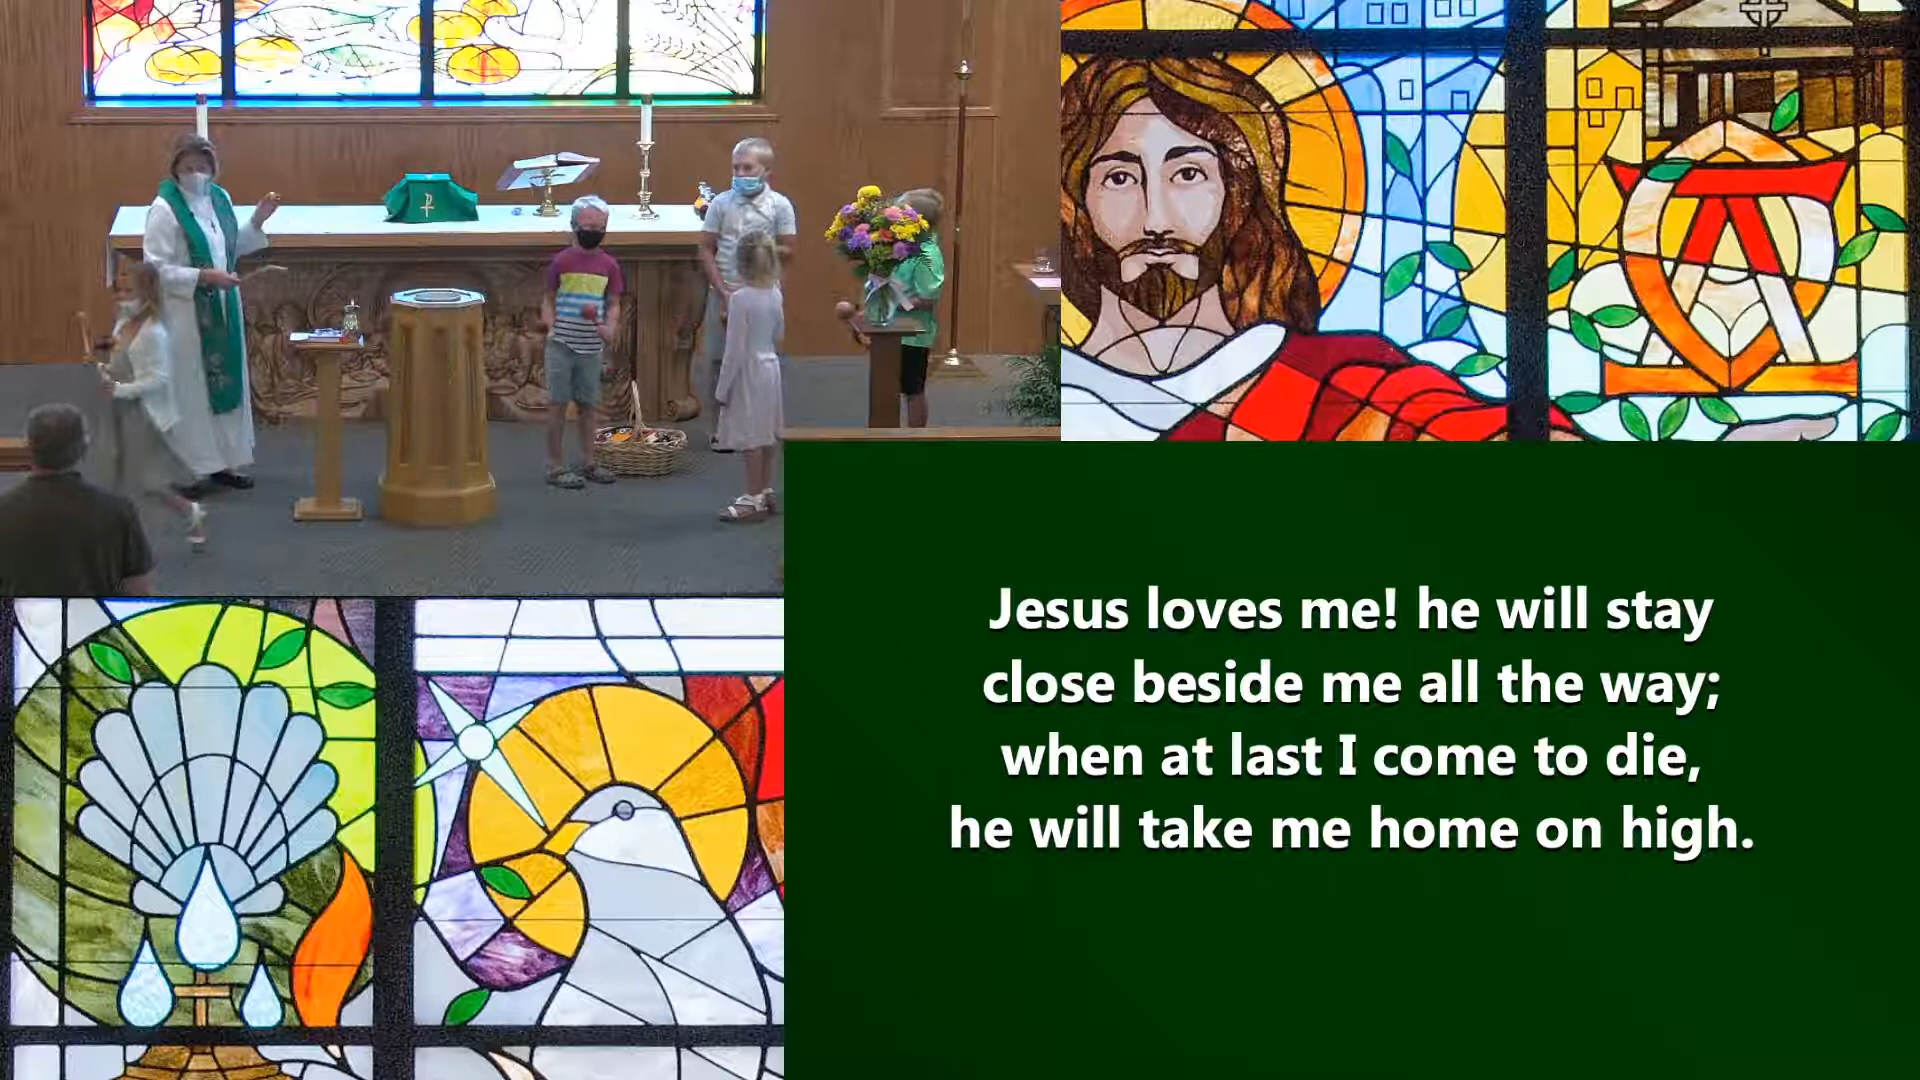 Jesus loves me! he will stay
close beside me all the way;
when at last I come to die,
he will take me home on high.